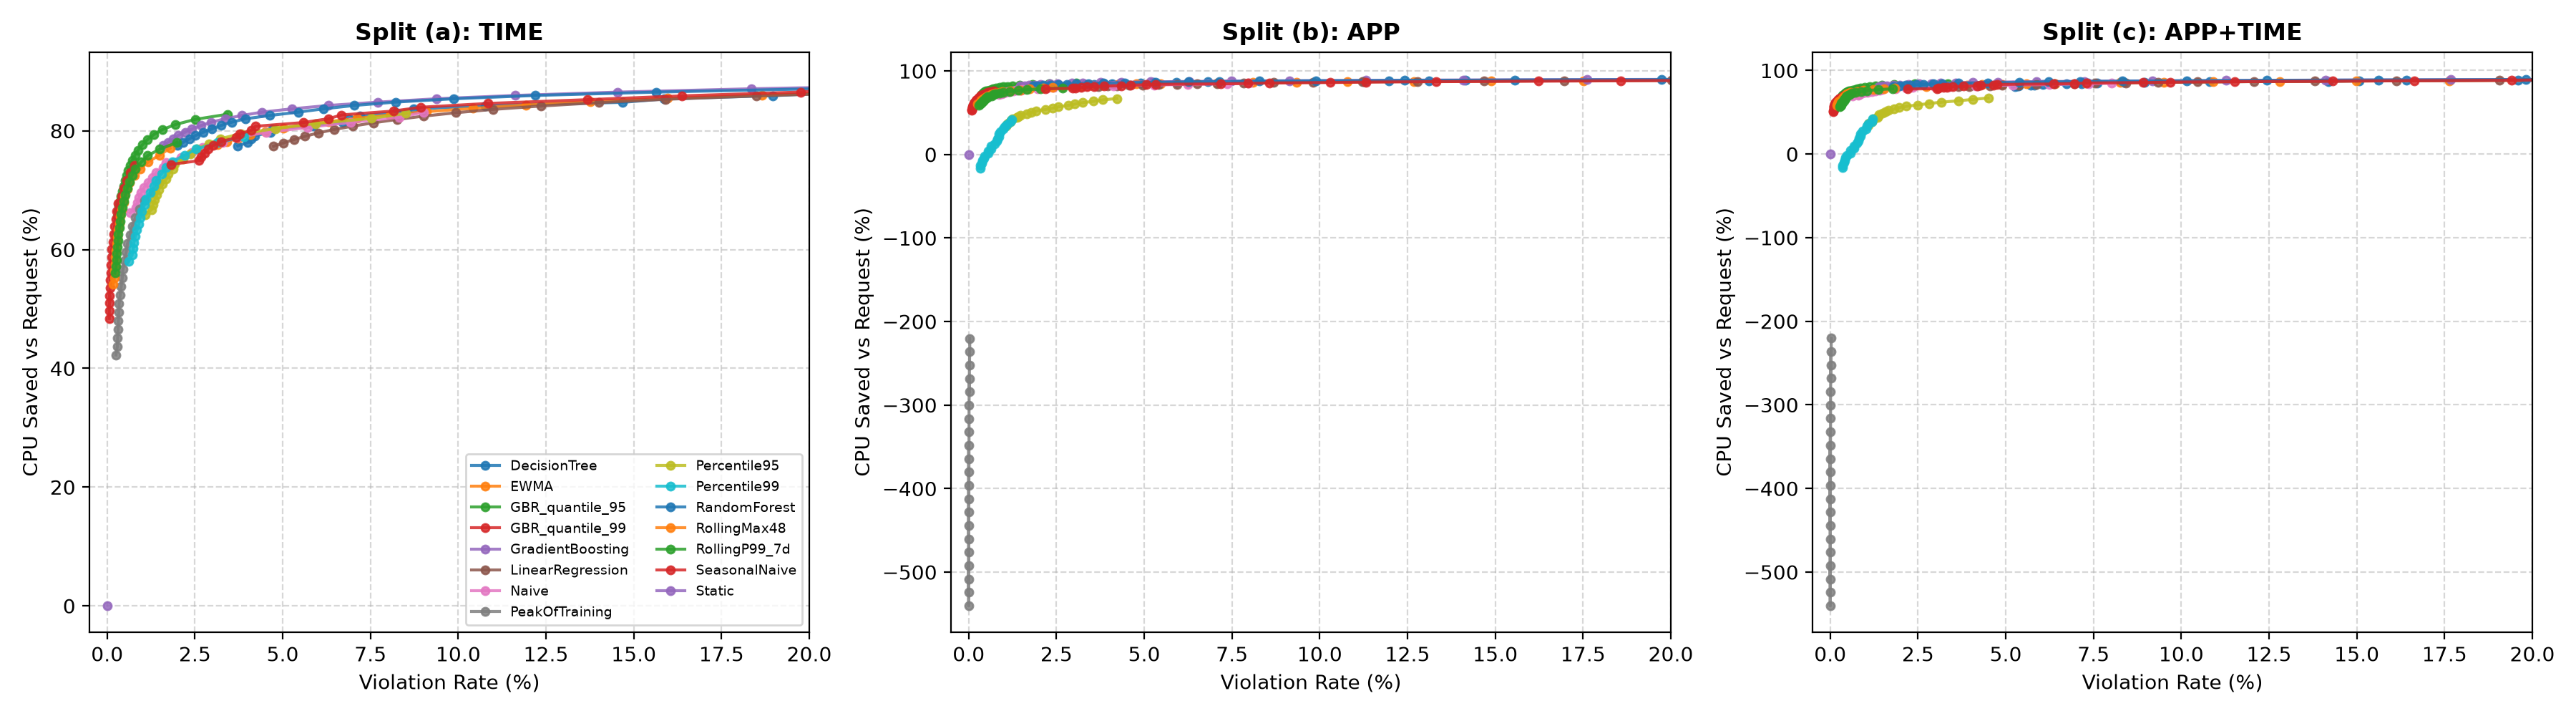 Split (a): TIME
CPU Saved vs Request (%)
80
60
40
20
0
DecisionTree
EWMA
GBR_quantile_95
GBR_quantile_99
GradientBoosting
LinearRegression
Naive
PeakOfTraining
Percentile95
Percentile99
RandomForest
RollingMax48
RollingP99_7d
SeasonalNaive
Static
0.0 2.5 5.0 7.5 10.0 12.5 15.0 17.5 20.0
Violation Rate (%)
Split (b): APP
CPU Saved vs Request (%)
100
0
−100
−200
−300
−400
−500
0.0 2.5 5.0 7.5 10.0 12.5 15.0 17.5 20.0
Violation Rate (%)
Split (c): APP+TIME
CPU Saved vs Request (%)
100
0
−100
−200
−300
−400
−500
0.0 2.5 5.0 7.5 10.0 12.5 15.0 17.5 20.0
Violation Rate (%)